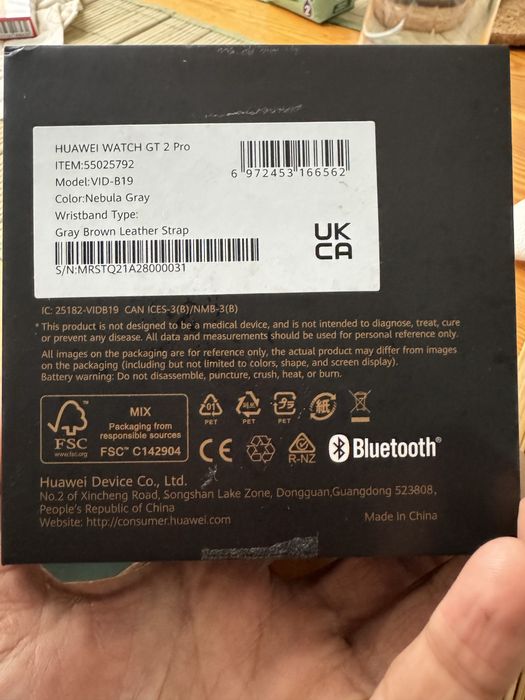 HUAWEI WATCH GT 2 Pro
ITEM:55025792
Model:VID-B19
Color:Nebula Gray
Wristband Type:
Gray Brown Leather Strap
S/N:MRSTQ21A28000031
6 972453 166562
UK
CA
IC: 25182-VIDB19 CAN ICES-3(B)/NMB-3(B)
* This product is not designed to be a medical device, and is not intended to diagnose, treat, cure
or prevent any disease. All data and measurements should be used for personal reference only.
All images on the packaging are for reference only, the actual product may differ from images
on the packaging (including but not limited to colors, shape, and screen display).
Battery warning: Do not disassemble, puncture, crush, heat, or burn.
FSC
www.fsc.org
MIX
Packaging from
responsible sources
FSC™ C142904
01
PET
PET
PET
紙
CE
R-NZ
Bluetooth®
Huawei Device Co., Ltd.
No.2 of Xincheng Road, Songshan Lake Zone, Dongguan,Guangdong 523808,
People's Republic of China
Website: http://consumer.huawei.com
Made in China